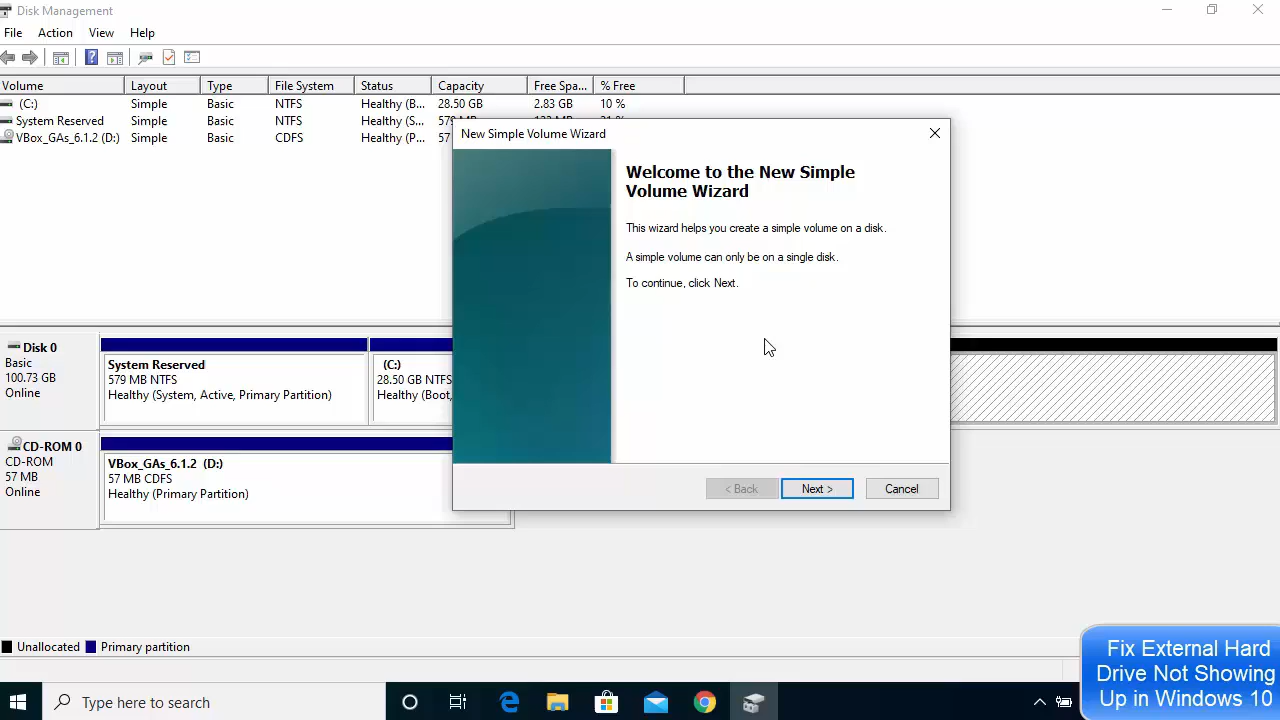 Disk Management
File Action View Help
Volume Layout Type File System Status Capacity Free Spa... % Free
(C:) Simple Basic NTFS Healthy (B... 28.50 GB 2.83 GB 10 %
System Reserved Simple Basic NTFS Healthy (S...
VBox_GAs_6.1.2 (D:) Simple Basic CDFS Healthy (P... 57
New Simple Volume Wizard
Welcome to the New Simple
Volume Wizard
This wizard helps you create a simple volume on a disk.
A simple volume can only be on a single disk.
To continue, click Next.
< Back Next > Cancel
Disk 0
Basic
100.73 GB
Online
System Reserved
579 MB NTFS
Healthy (System, Active, Primary Partition)
(C:)
28.50 GB NTFS
Healthy (Boot,
CD-ROM 0
CD-ROM
57 MB
Online
VBox_GAs_6.1.2 (D:)
57 MB CDFS
Healthy (Primary Partition)
Unallocated Primary partition
Fix External Hard
Drive Not Showing
Up in Windows 10
Type here to search